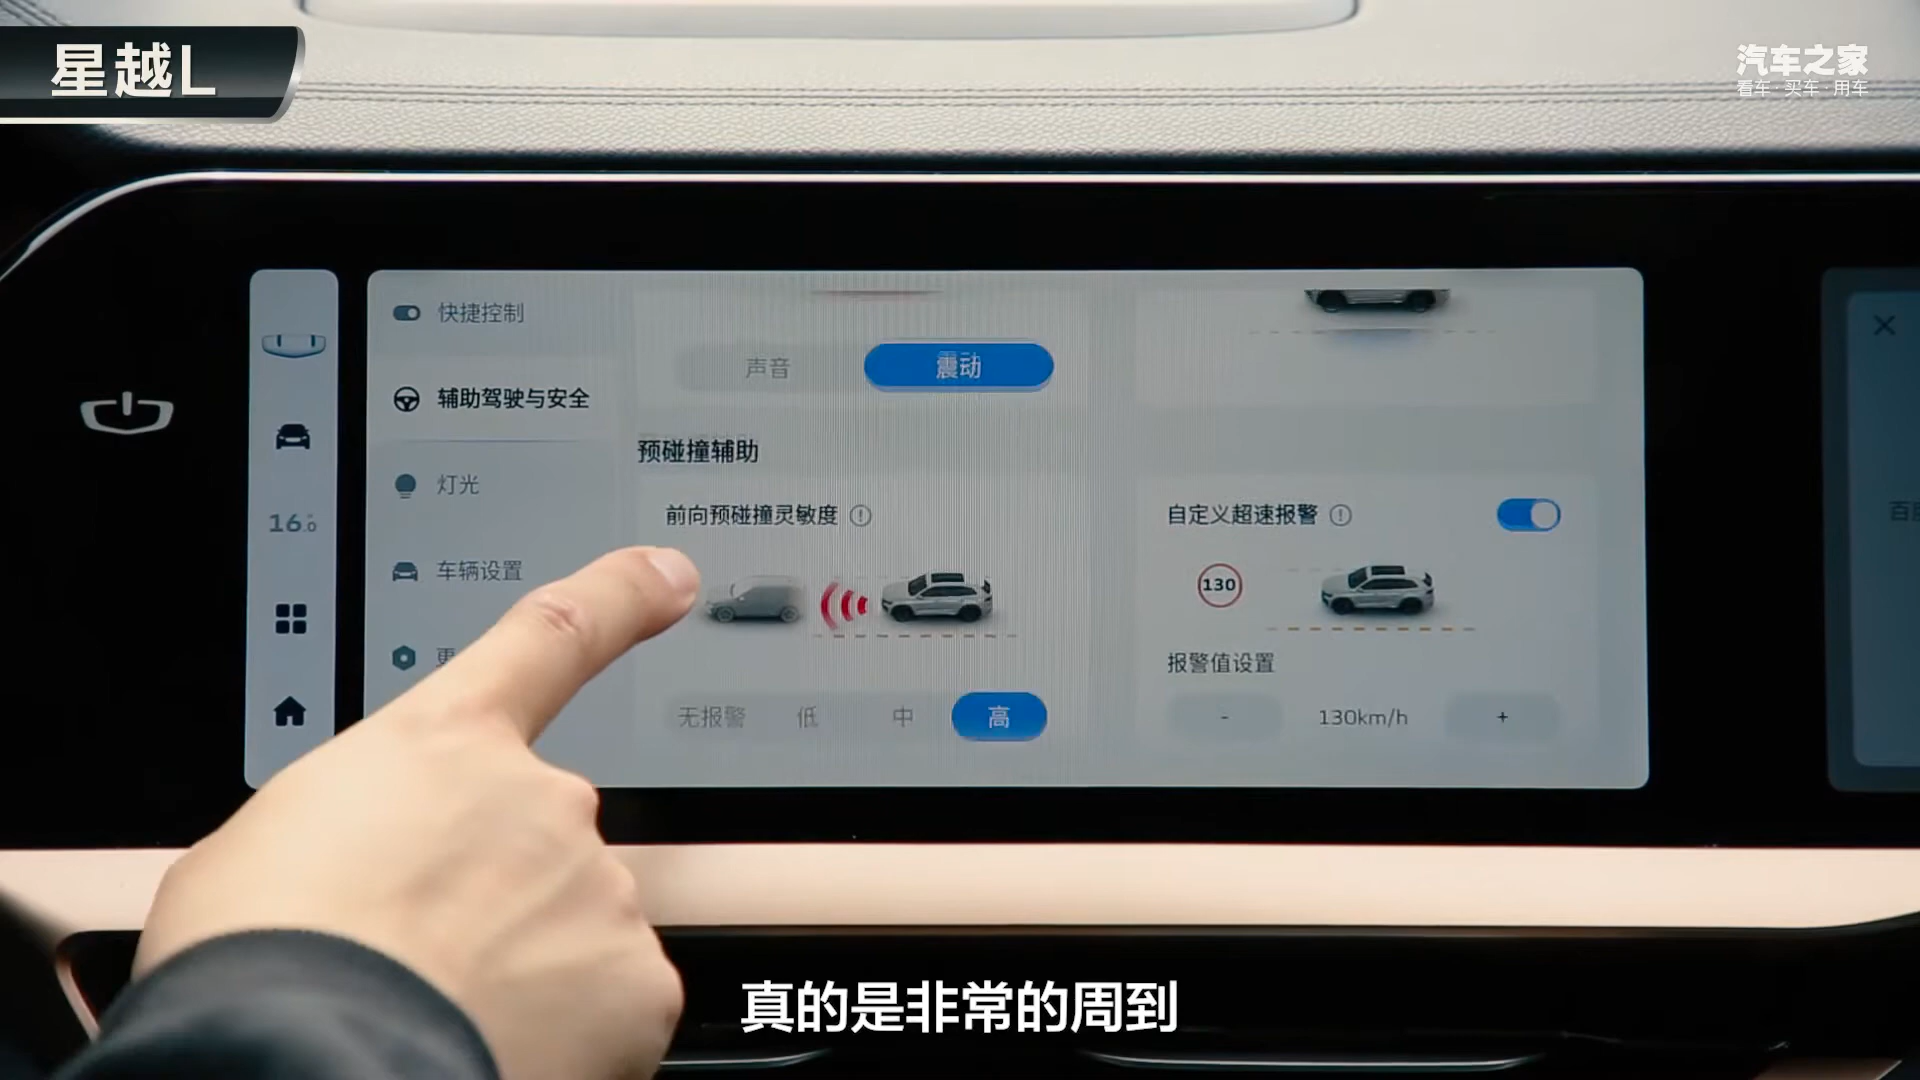 星越L
汽车之家
看车·买车·用车
快捷控制
声音
震动
辅助驾驶与安全
预碰撞辅助
灯光
前向预碰撞灵敏度
自定义超速报警
16.0
车辆设置
130
更
报警值设置
无报警
低
中
高
-
130km/h
+
真的是非常的周到